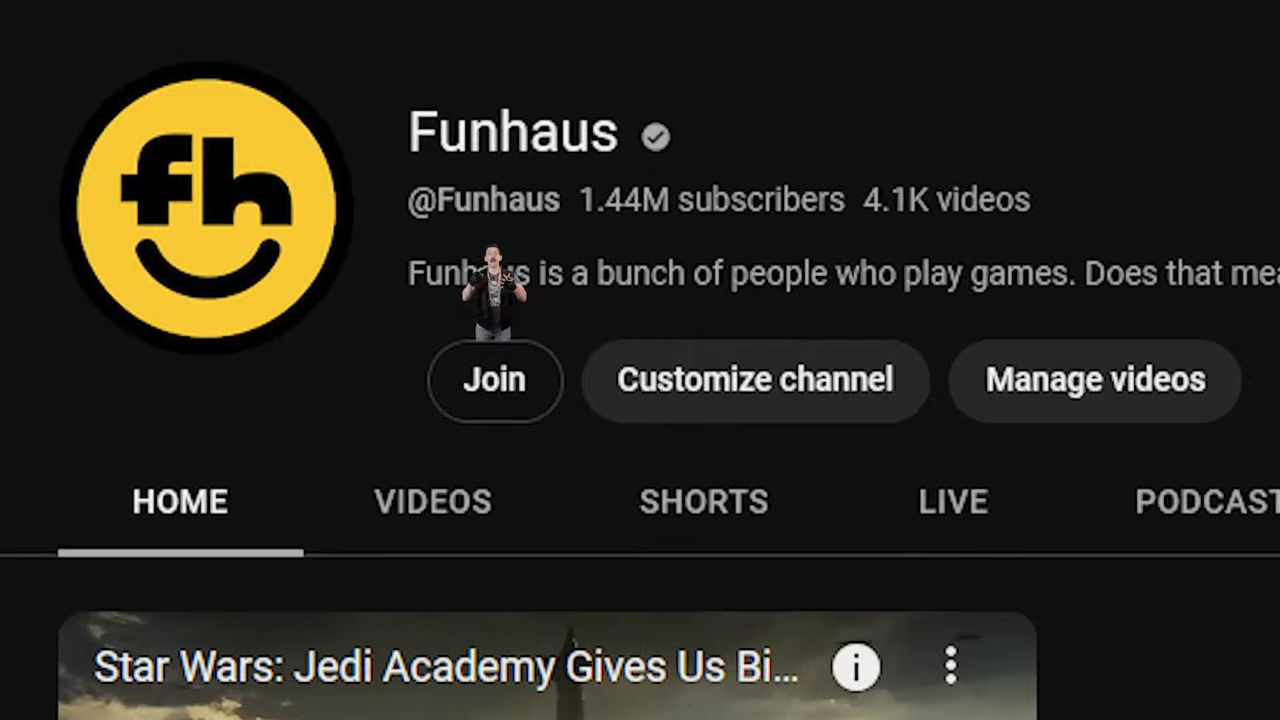 fh
Funhaus
@Funhaus 1.44M subscribers 4.1K videos
Funhaus is a bunch of people who play games. Does that mea
Join Customize channel Manage videos
HOME VIDEOS SHORTS LIVE PODCAST
Star Wars: Jedi Academy Gives Us Bi...